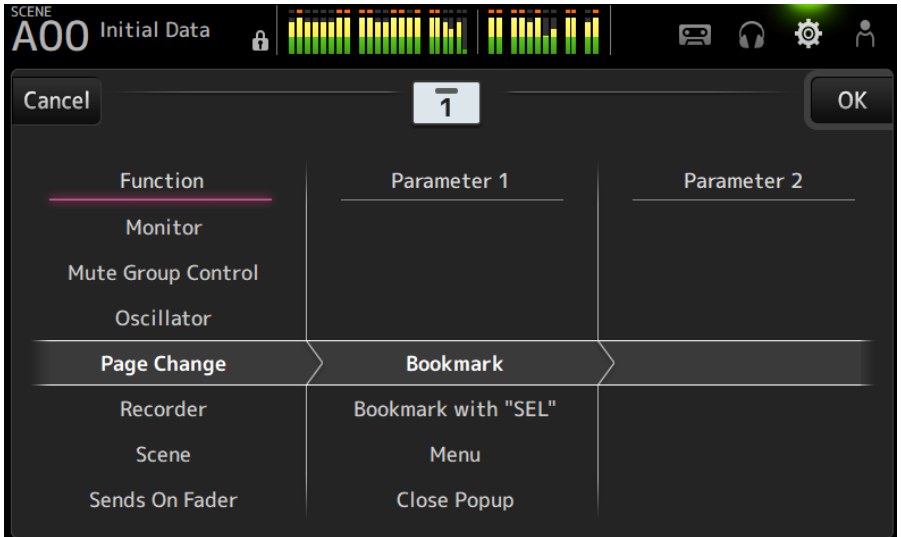 SCENE
A00 Initial Data
Cancel
1
OK
Function
Parameter 1
Parameter 2
Monitor
Mute Group Control
Oscillator
Page Change
Bookmark
Recorder
Bookmark with "SEL"
Scene
Menu
Sends On Fader
Close Popup